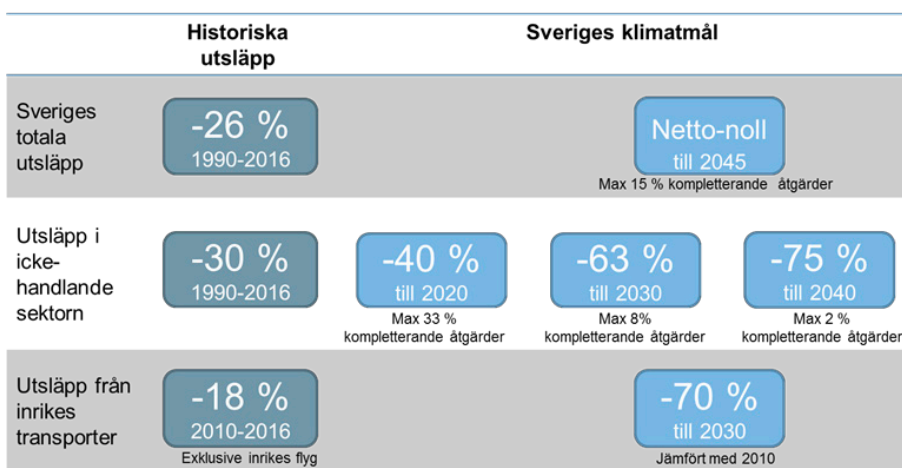 Historiska
utsläpp
Sveriges klimatmål
Sveriges
totala
utsläpp
-26 %
1990-2016
Netto-noll
till 2045
Max 15 % kompletterande åtgärder
Utsläpp i
icke-
handlande
sektorn
-30 %
1990-2016
-40 %
till 2020
Max 33 %
kompletterande åtgärder
-63 %
till 2030
Max 8%
kompletterande åtgärder
-75 %
till 2040
Max 2 %
kompletterande åtgärder
Utsläpp från
inrikes
transporter
-18 %
2010-2016
Exklusive inrikes flyg
-70 %
till 2030
Jämfört med 2010